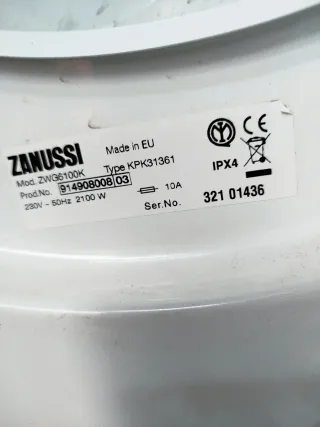 ZANUSSI Made in EU
Mod. ZWG6100K Type KPK31361 IPX4
Prod.No. 914908008 03
230V ~ 50Hz 2100 W 10A
Ser.No. 321 01436